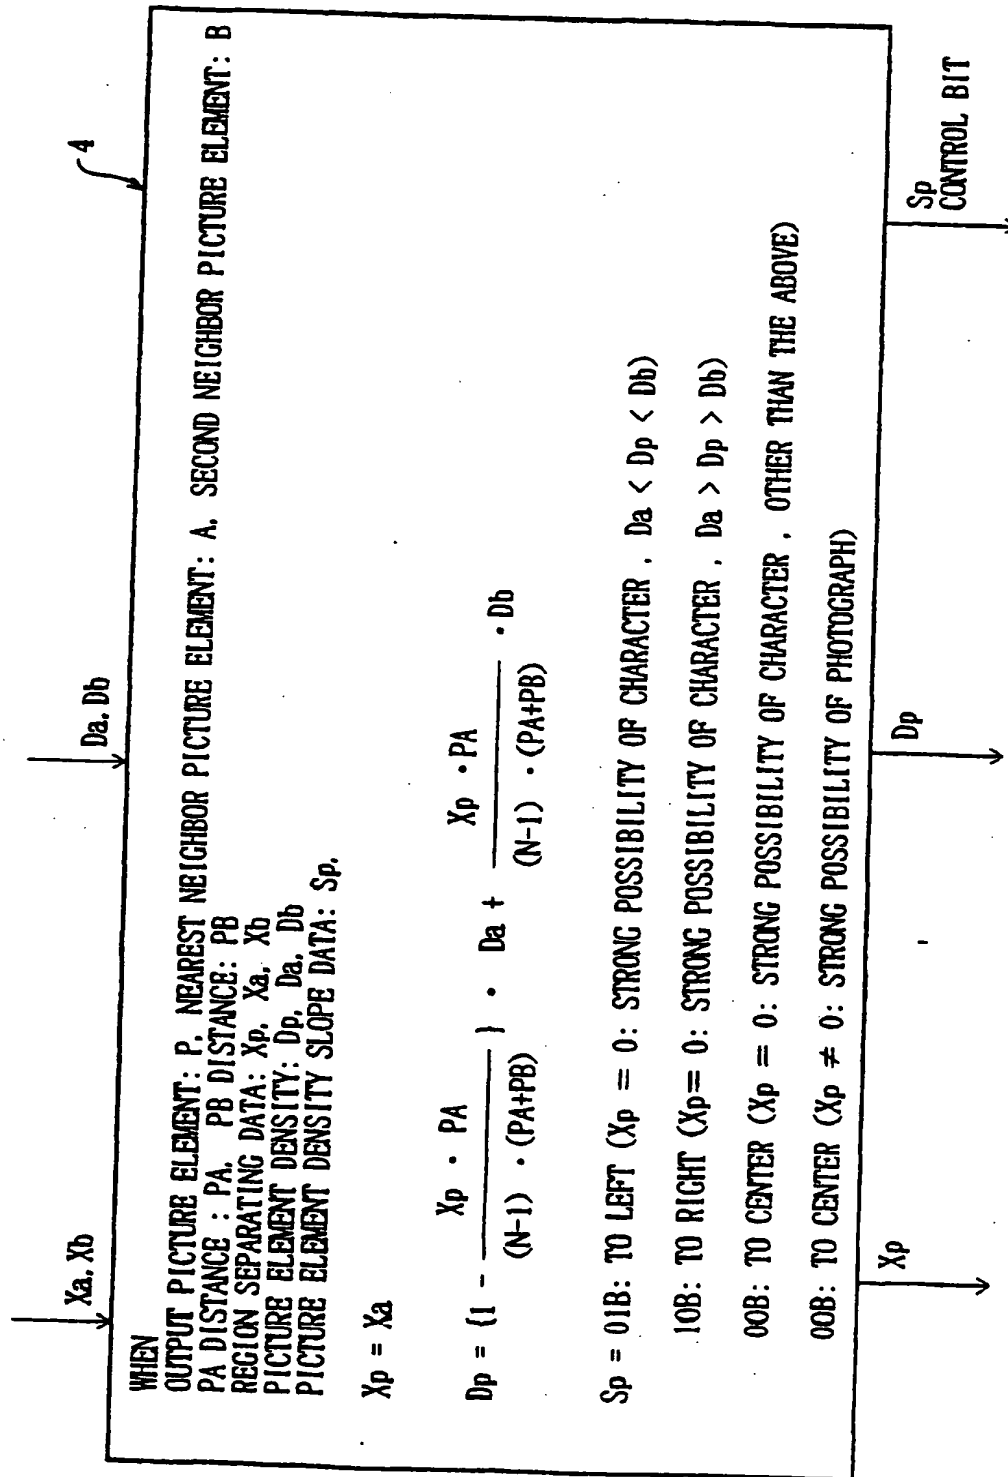 Xa, Xb
Da, Db
4
WHEN
OUTPUT PICTURE ELEMENT: P, NEAREST NEIGHBOR PICTURE ELEMENT: A, SECOND NEIGHBOR PICTURE ELEMENT: B
PA DISTANCE : PA, PB DISTANCE: PB
REGION SEPARATING DATA: Xp, Xa, Xb
PICTURE ELEMENT DENSITY: Dp, Da, Db
PICTURE ELEMENT DENSITY SLOPE DATA: Sp,
Xp = Xa
Dp = {1 - Xp · PA / (N-1) · (PA+PB) } · Da + Xp · PA / (N-1) · (PA+PB) · Db
Sp = 01B: TO LEFT (Xp = 0: STRONG POSSIBILITY OF CHARACTER , Da < Dp < Db)
10B: TO RIGHT (Xp = 0: STRONG POSSIBILITY OF CHARACTER , Da > Dp > Db)
00B: TO CENTER (Xp = 0: STRONG POSSIBILITY OF CHARACTER , OTHER THAN THE ABOVE)
00B: TO CENTER (Xp ≠ 0: STRONG POSSIBILITY OF PHOTOGRAPH)
Xp
Dp
Sp
CONTROL BIT